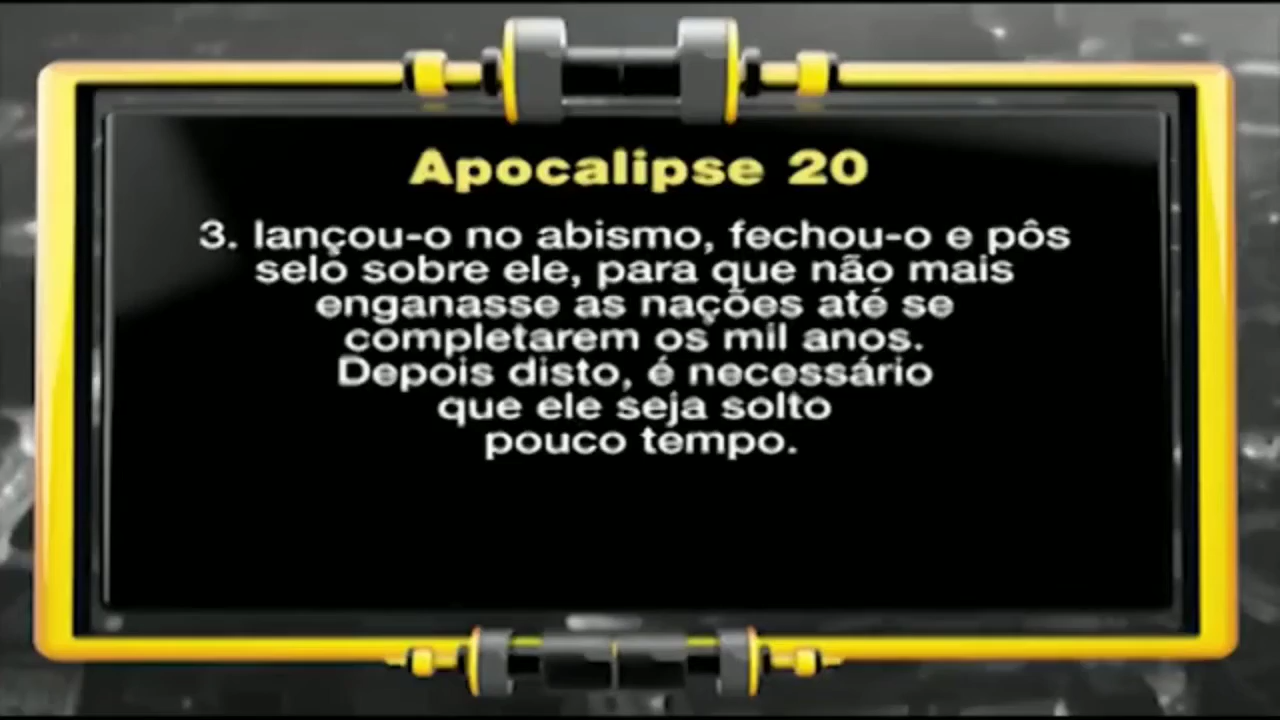 Apocalipse 20
3. lançou-o no abismo, fechou-o e pôs
selo sobre ele, para que não mais
enganasse as nações até se
completarem os mil anos.
Depois disto, é necessário
que ele seja solto
pouco tempo.